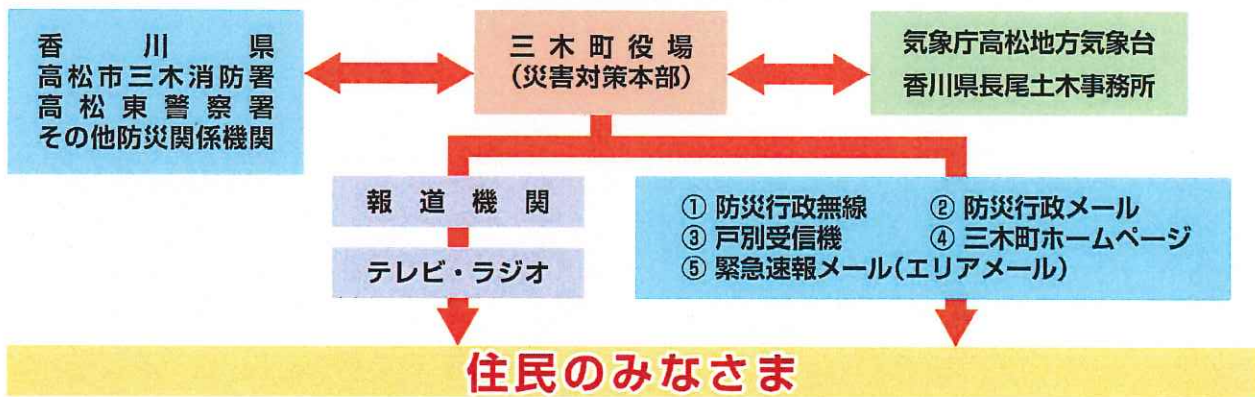 香川県
高松市三木消防署
高松東警察署
その他防災関係機関
三木町役場
(災害対策本部)
気象庁高松地方気象台
香川県長尾土木事務所
報道機関
テレビ・ラジオ
① 防災行政無線 ② 防災行政メール
③ 戸別受信機 ④ 三木町ホームページ
⑤ 緊急速報メール(エリアメール)
住民のみなさま